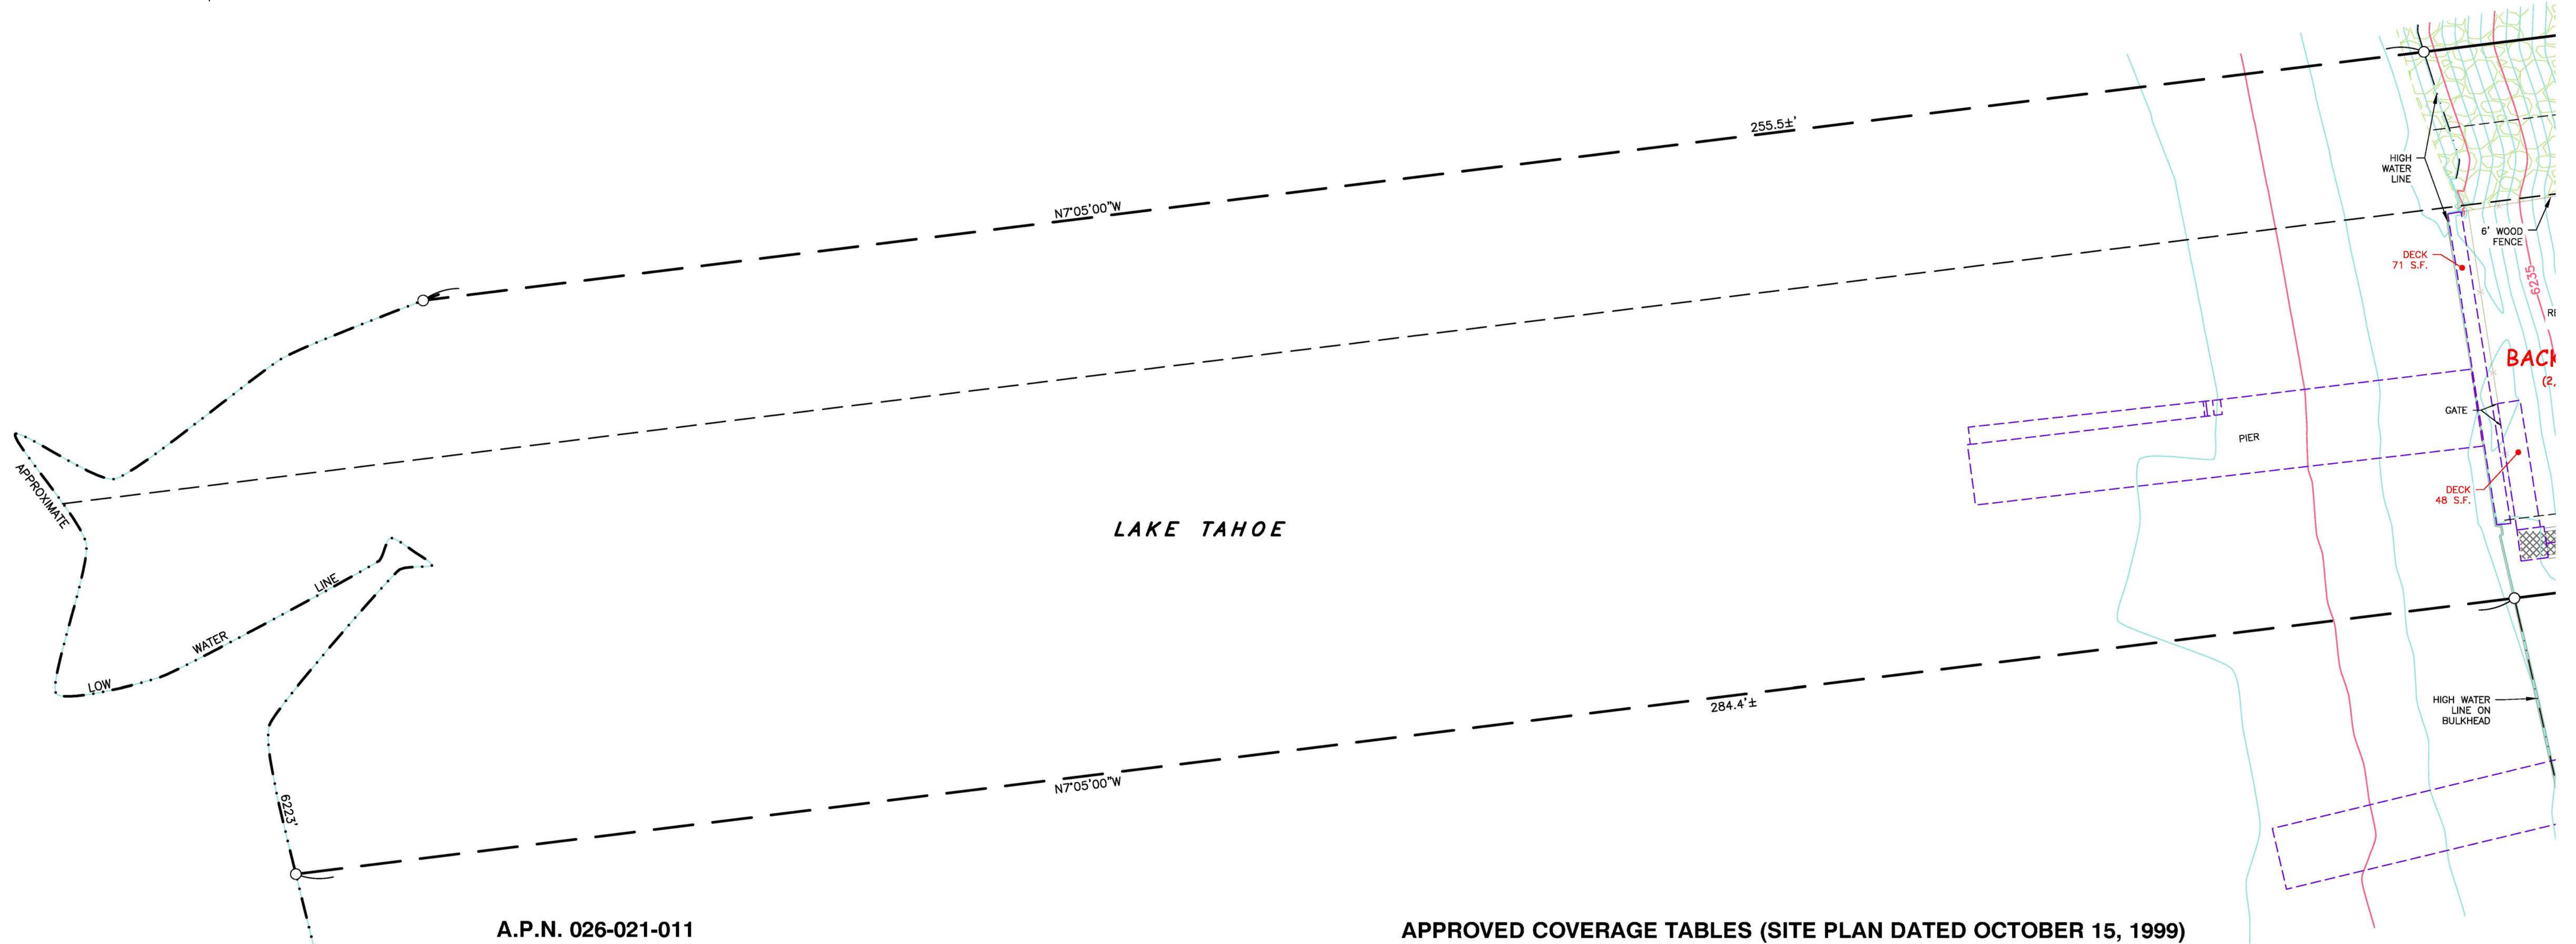 255.5±'
N7°05'00"W
HIGH
WATER
LINE
6' WOOD
FENCE
DECK
71 S.F.
6235
BACK
(2,
GATE
PIER
DECK
48 S.F.
APPROXIMATE
LOW
WATER
LINE
6223'
LAKE TAHOE
284.4'±
N7°05'00"W
HIGH WATER
LINE ON
BULKHEAD
A.P.N. 026-021-011
APPROVED COVERAGE TABLES (SITE PLAN DATED OCTOBER 15, 1999)